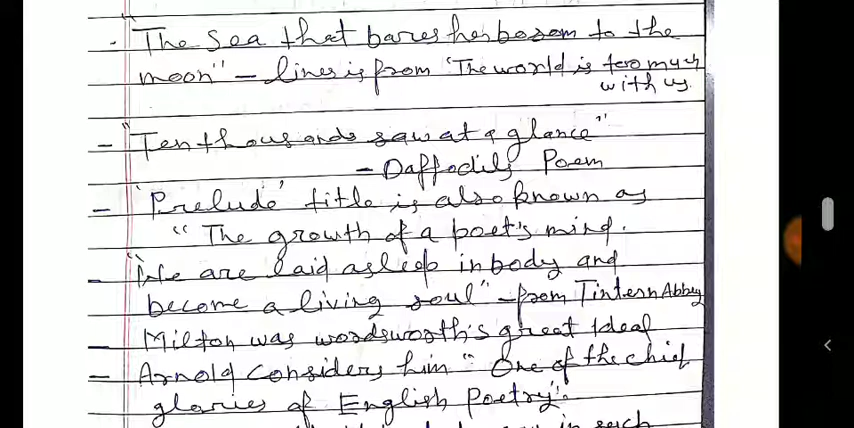 "
- The Sea that bares her bosom to the
moon" - lines is from 'The world is too much
with us
- "Ten thousands saw at a glance"
- Daffodils Poem
- 'Prelude' title is also known as
"The growth of a poet's mind.
- "We are laid asleep in body and
become a living soul" - from Tintern Abbey
- Milton was wordsworth's great Ideal
- Arnold considers him "One of the chief
glories of English Poetry".
in such